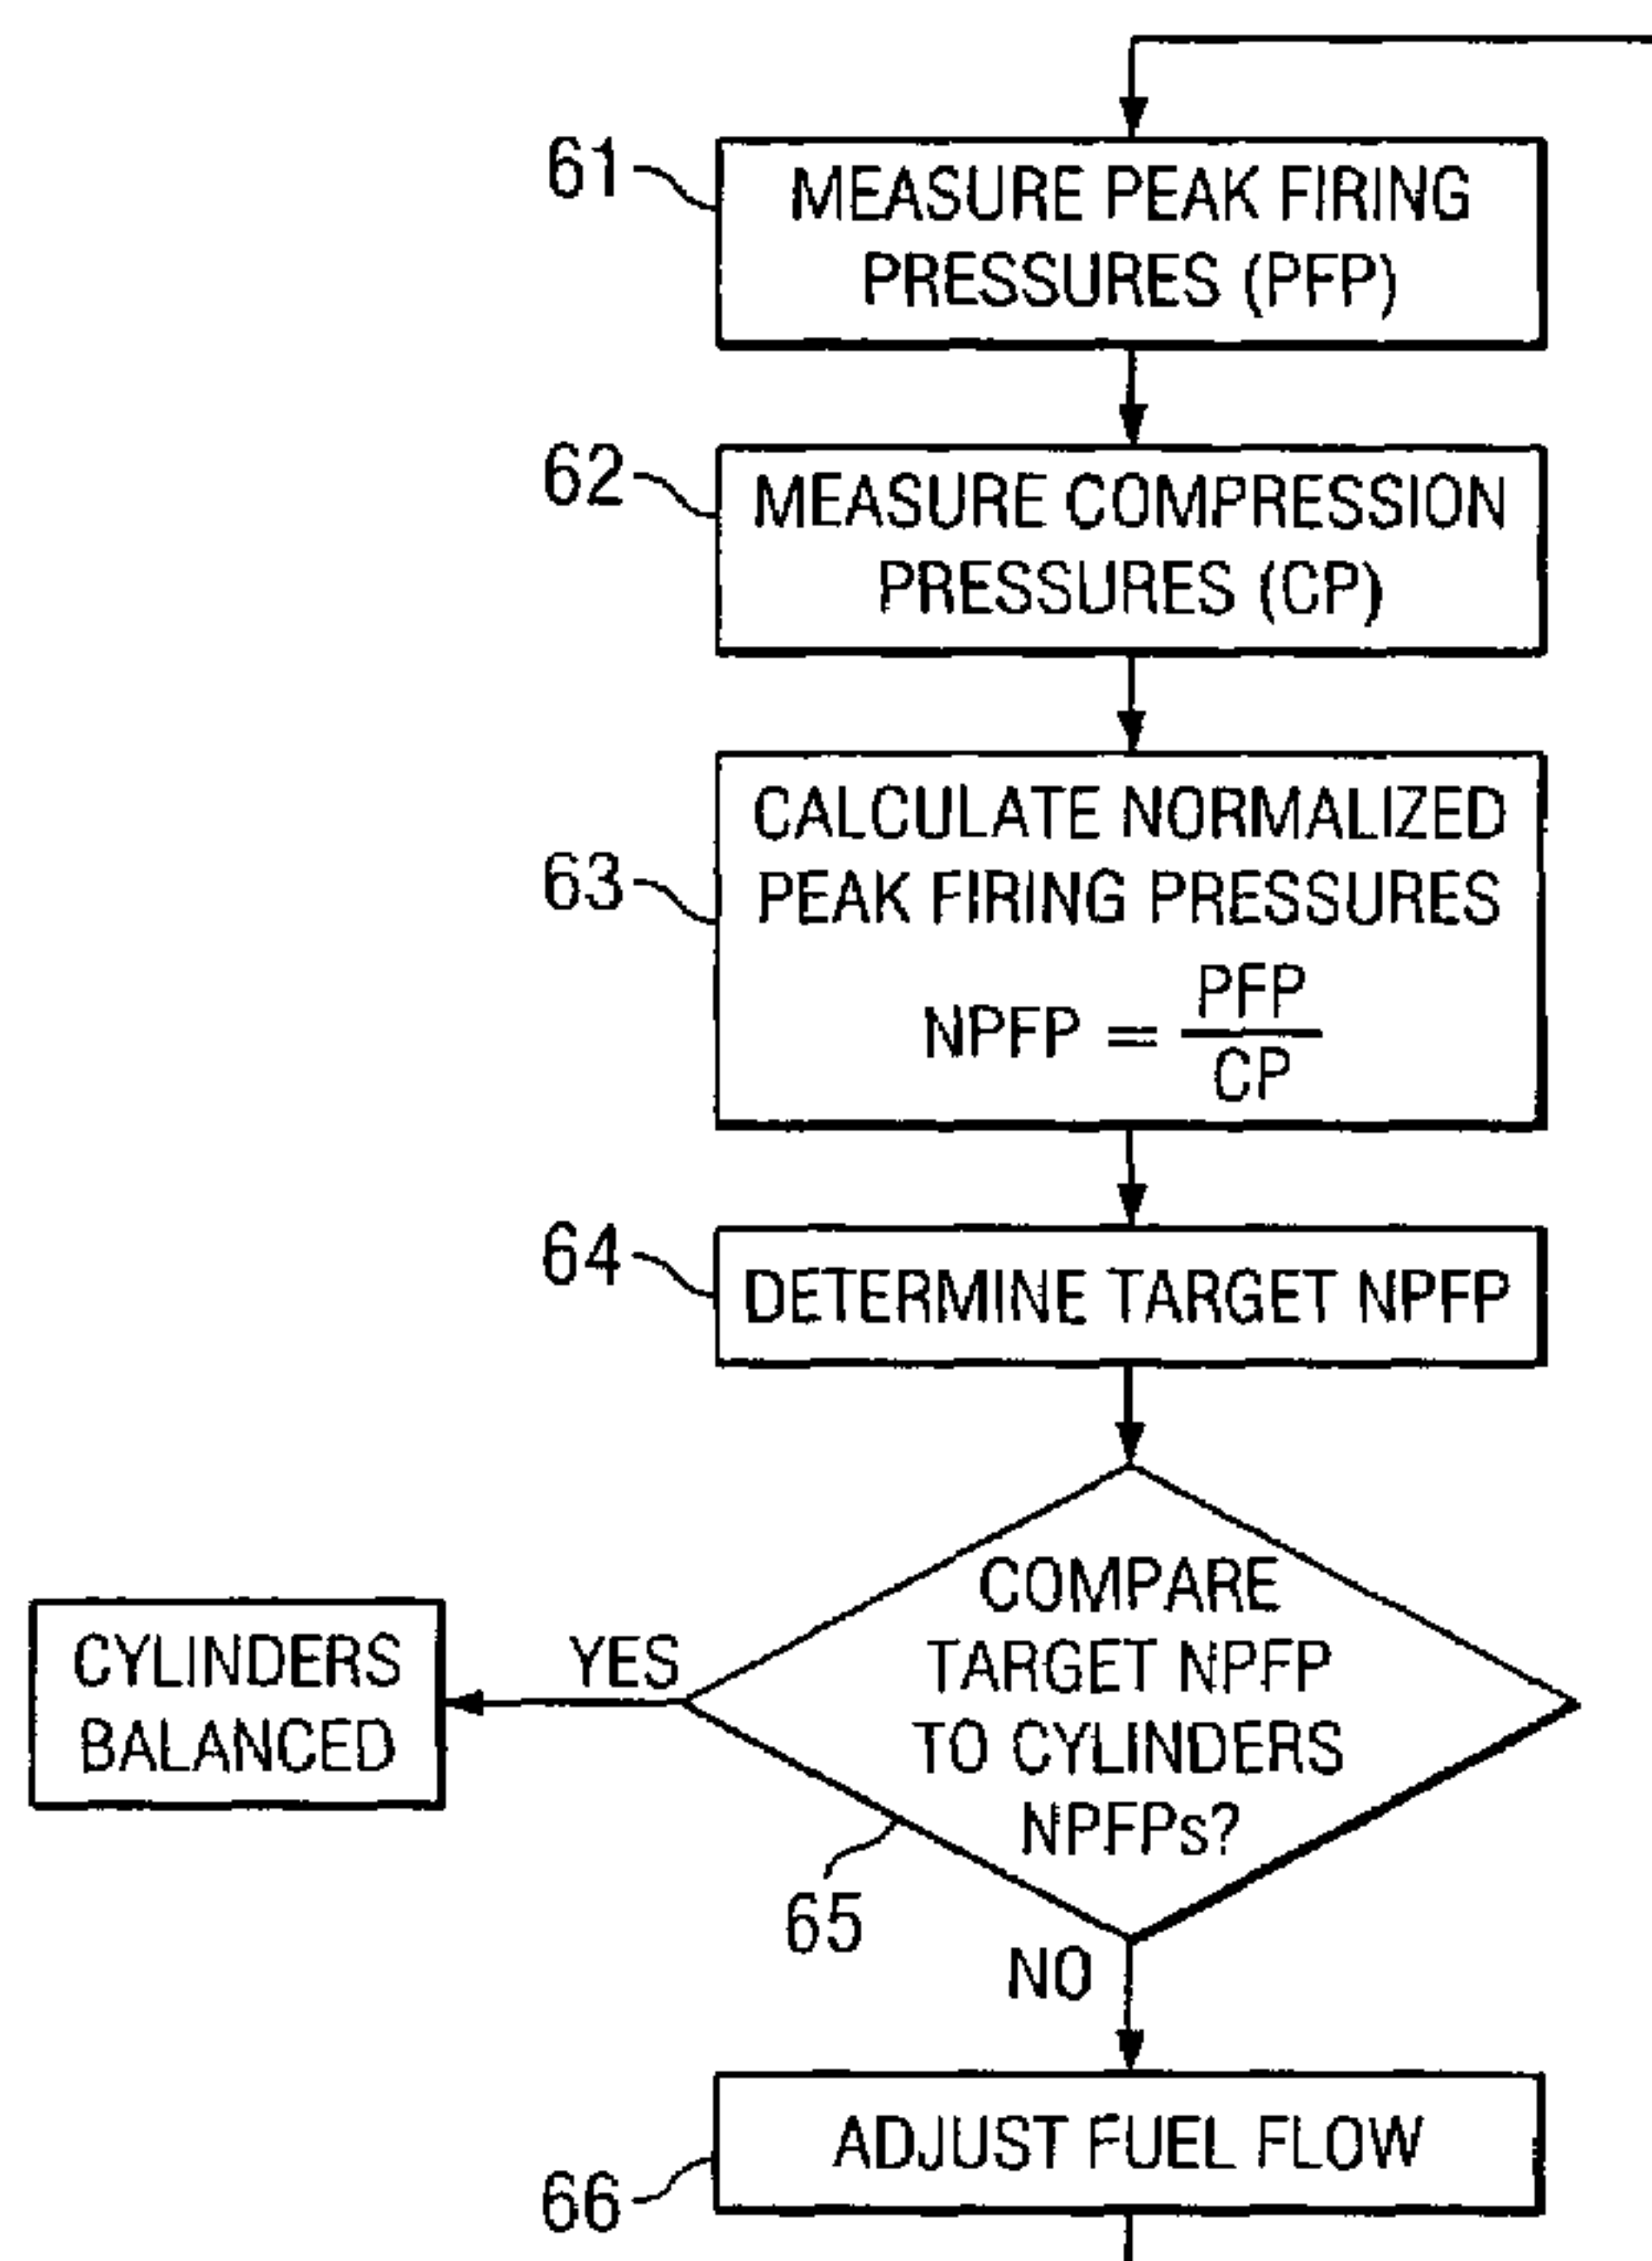 61
MEASURE PEAK FIRING
PRESSURES (PFP)
62
MEASURE COMPRESSION
PRESSURES (CP)
63
CALCULATE NORMALIZED
PEAK FIRING PRESSURES
NPFP = PFP
CP
64
DETERMINE TARGET NPFP
COMPARE
TARGET NPFP
TO CYLINDERS
NPFPs?
65
YES
CYLINDERS
BALANCED
NO
66
ADJUST FUEL FLOW